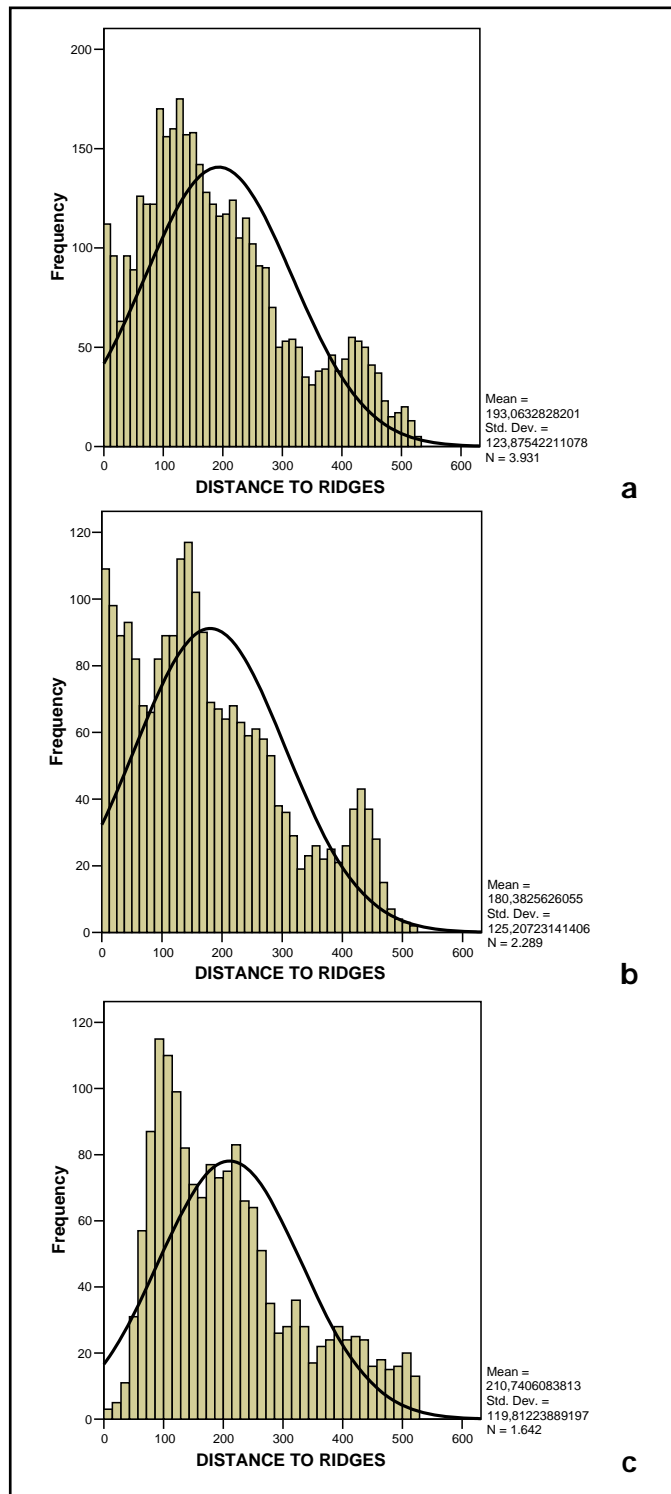 200
150
100
50
0
Frequency
0 100 200 300 400 500 600
DISTANCE TO RIDGES
Mean =
193,0632828201
Std. Dev. =
123,87542211078
N = 3.931
a
120
100
80
60
40
20
0
Frequency
0 100 200 300 400 500 600
DISTANCE TO RIDGES
Mean =
180,3825626055
Std. Dev. =
125,20723141406
N = 2.289
b
120
100
80
60
40
20
0
Frequency
0 100 200 300 400 500 600
DISTANCE TO RIDGES
Mean =
210,7406083813
Std. Dev. =
119,81223889197
N = 1.642
c